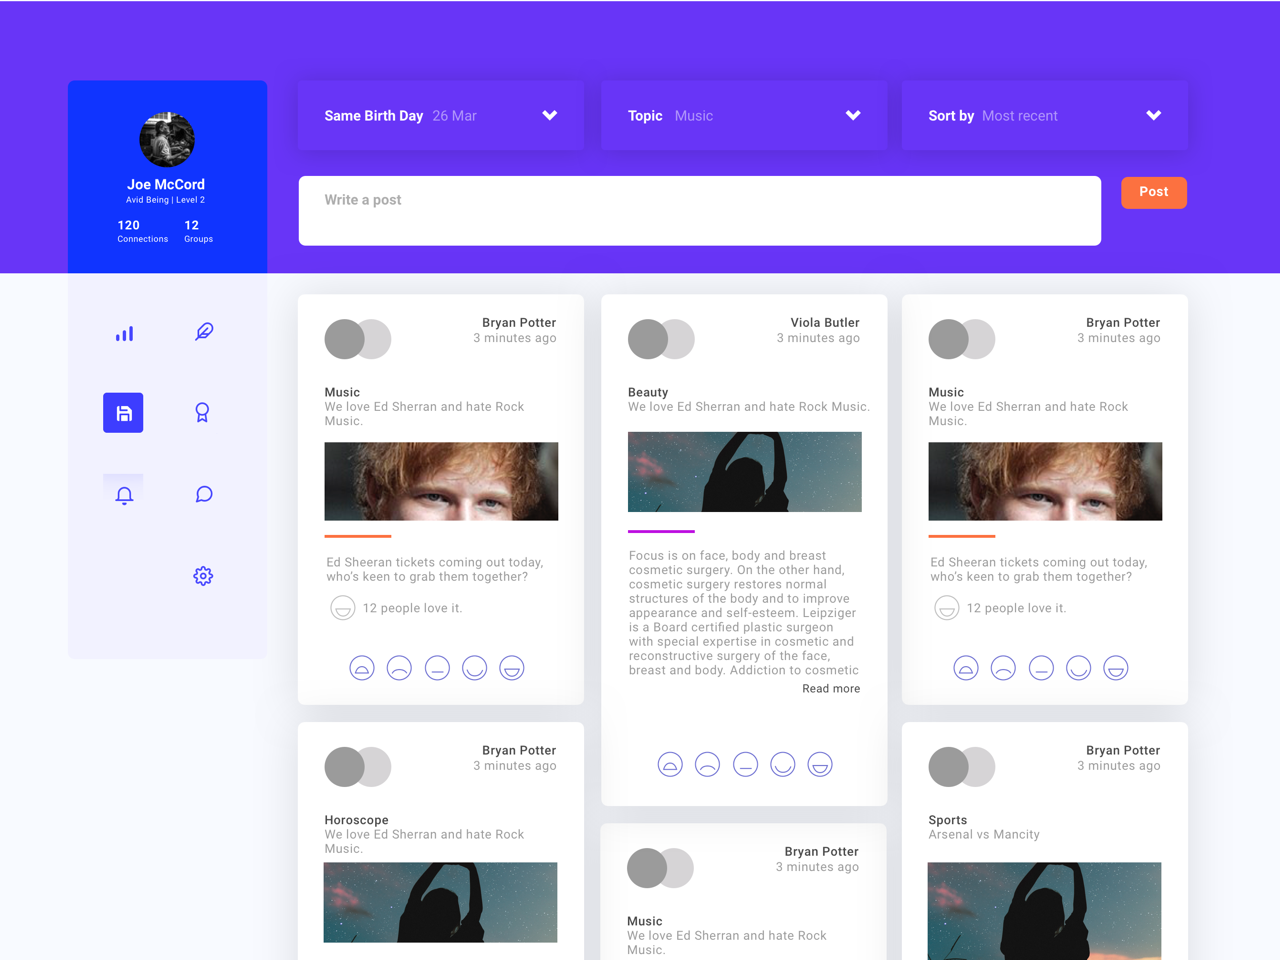 Same Birth Day 26 Mar
Topic Music
Sort by Most recent
Write a post
Post
Joe McCord
Avid Being | Level 2
120
Connections
12
Groups
Bryan Potter
3 minutes ago
Music
We love Ed Sherran and hate Rock
Music.
Ed Sheeran tickets coming out today,
who's keen to grab them together?
12 people love it.
Viola Butler
3 minutes ago
Beauty
We love Ed Sherran and hate Rock Music.
Focus is on face, body and breast
cosmetic surgery. On the other hand,
cosmetic surgery restores normal
structures of the body and to improve
appearance and self-esteem. Leipziger
is a Board certified plastic surgeon
with special expertise in cosmetic and
reconstructive surgery of the face,
breast and body. Addiction to cosmetic
Read more
Bryan Potter
3 minutes ago
Music
We love Ed Sherran and hate Rock
Music.
Ed Sheeran tickets coming out today,
who's keen to grab them together?
12 people love it.
Bryan Potter
3 minutes ago
Horoscope
We love Ed Sherran and hate Rock
Music.
Bryan Potter
3 minutes ago
Music
We love Ed Sherran and hate Rock
Music.
Bryan Potter
3 minutes ago
Sports
Arsenal vs Mancity